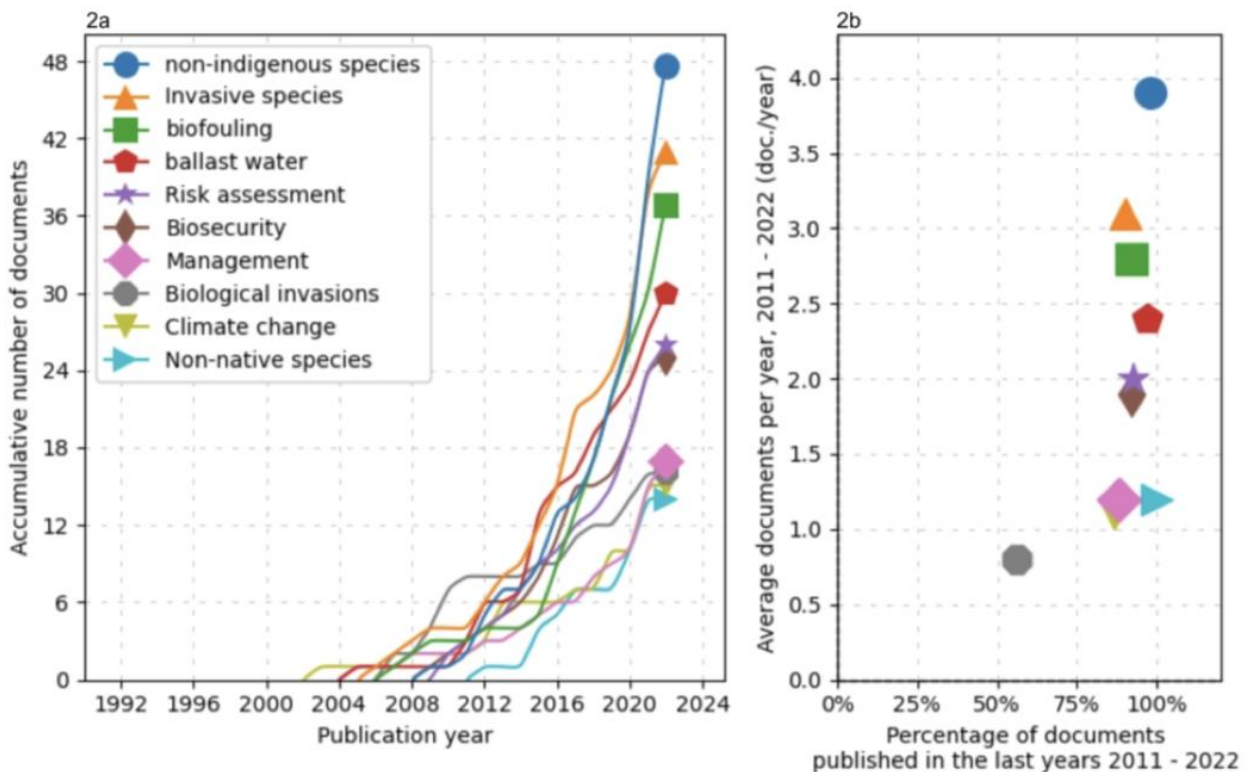 2a
Accumulative number of documents
48
42
36
30
24
18
12
6
0
non-indigenous species
Invasive species
biofouling
ballast water
Risk assessment
Biosecurity
Management
Biological invasions
Climate change
Non-native species
1992 1996 2000 2004 2008 2012 2016 2020 2024
Publication year
2b
Average documents per year, 2011 - 2022 (doc./year)
4.0
3.5
3.0
2.5
2.0
1.5
1.0
0.5
0.0
0% 25% 50% 75% 100%
Percentage of documents
published in the last years 2011 - 2022